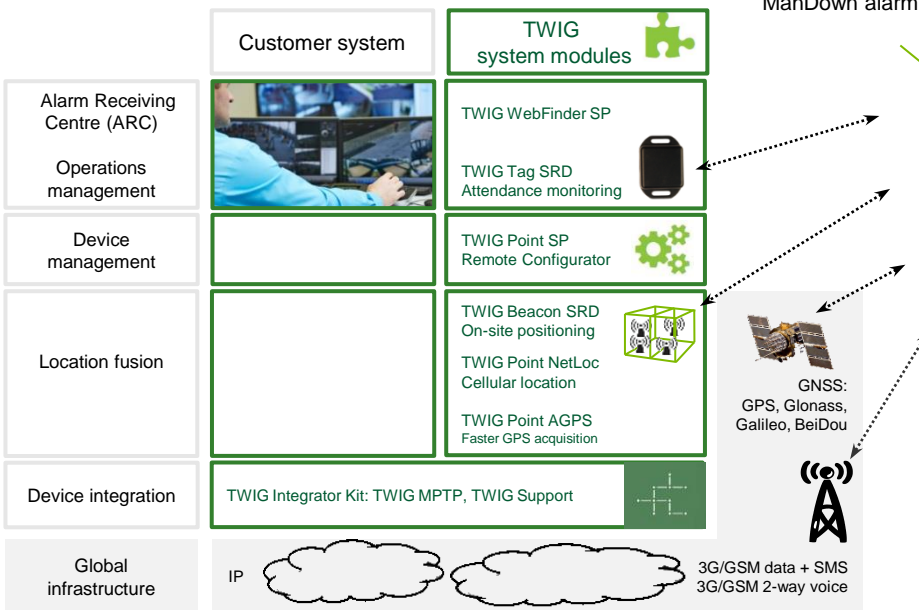 ManDown alarm
Customer system
TWIG
system modules
Alarm Receiving
Centre (ARC)
Operations
management
TWIG WebFinder SP
TWIG Tag SRD
Attendance monitoring
Device
management
TWIG Point SP
Remote Configurator
Location fusion
TWIG Beacon SRD
On-site positioning
TWIG Point NetLoc
Cellular location
TWIG Point AGPS
Faster GPS acquisition
GNSS:
GPS, Glonass,
Galileo, BeiDou
Device integration
TWIG Integrator Kit: TWIG MPTP, TWIG Support
Global
infrastructure
IP
3G/GSM data + SMS
3G/GSM 2-way voice